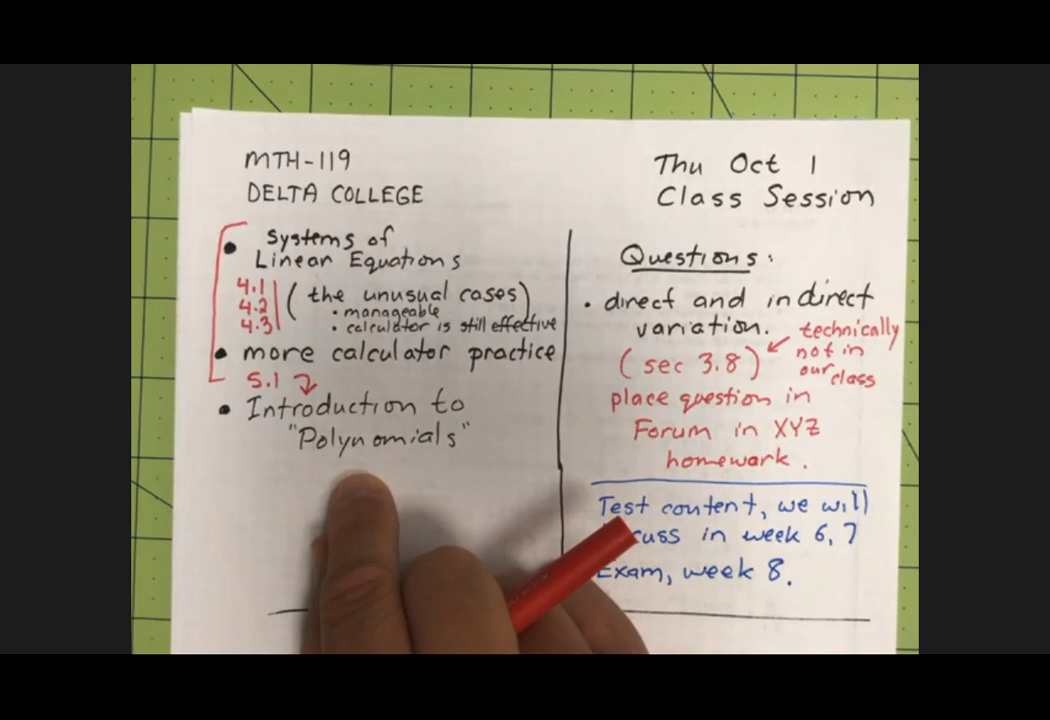 MTH-119
DELTA COLLEGE
Thu Oct 1
Class Session
• Systems of
Linear Equations
4.1
4.2
4.3
(the unusual cases)
• manageable
• calculator is still effective
• more calculator practice
5.1
• Introduction to
"Polynomials"
Questions:
• direct and indirect
variation.
(sec 3.8)
technically
not in
our class
place question in
Forum in XYZ
homework.
Test content, we will
in week 6, 7
Exam, week 8.